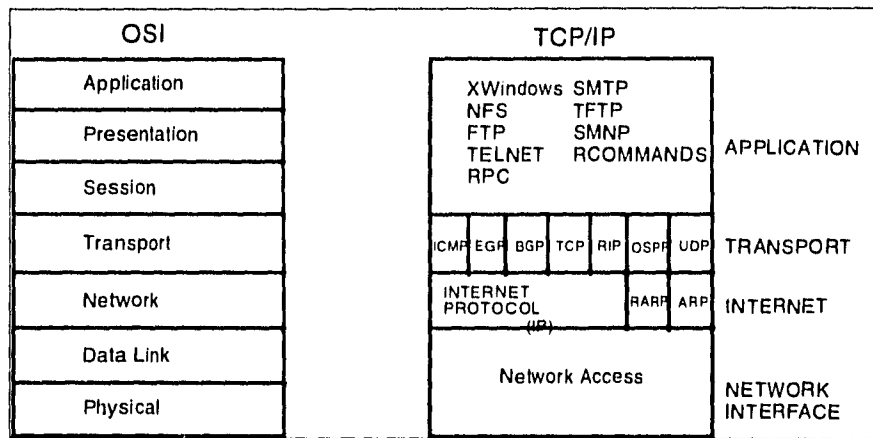 OSI
Application
Presentation
Session
Transport
Network
Data Link
Physical
TCP/IP
XWindows SMTP
NFS TFTP
FTP SMNP
TELNET RCOMMANDS
RPC
APPLICATION
ICMP EGP BGP TCP RIP OSPF UDP
TRANSPORT
INTERNET
PROTOCOL
(IP)
RARP ARP
INTERNET
Network Access
NETWORK
INTERFACE